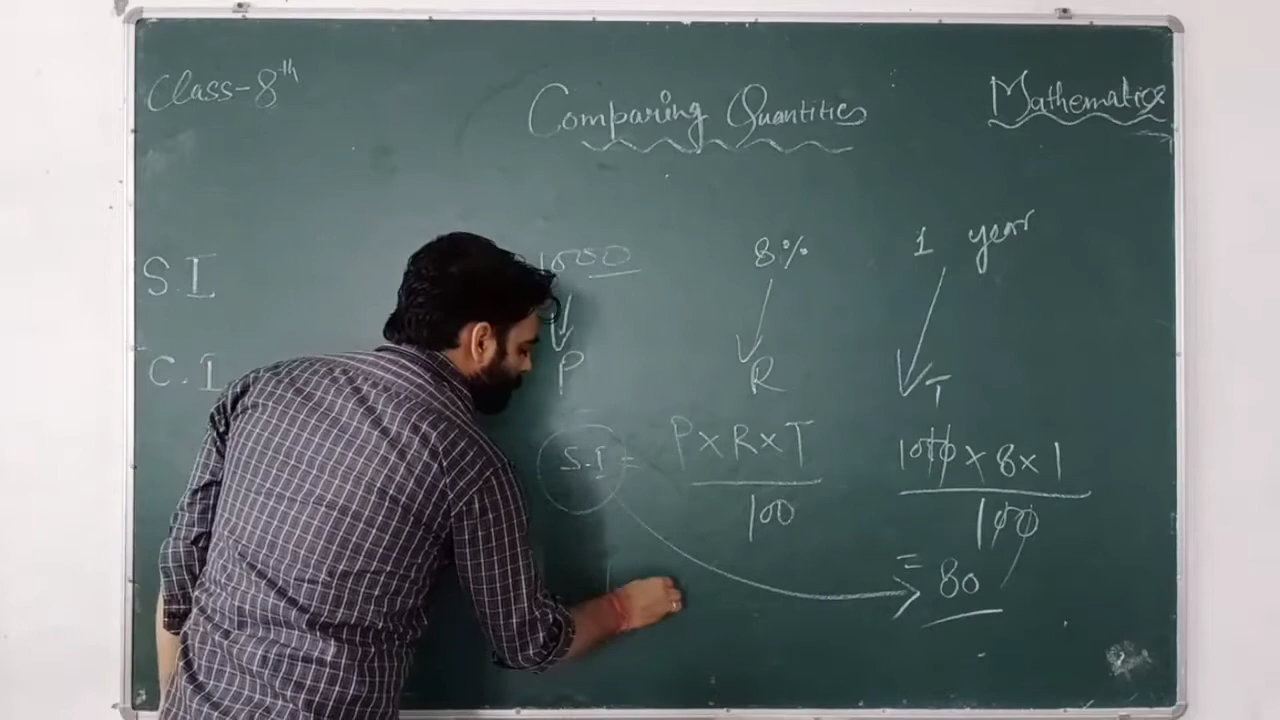 Class-8th
Comparing Quantities
Mathematics
S.I
1000
8%
1 year
C.I
P
R
T
S.I = P×R×T
100
1000×8×1
100
= 80